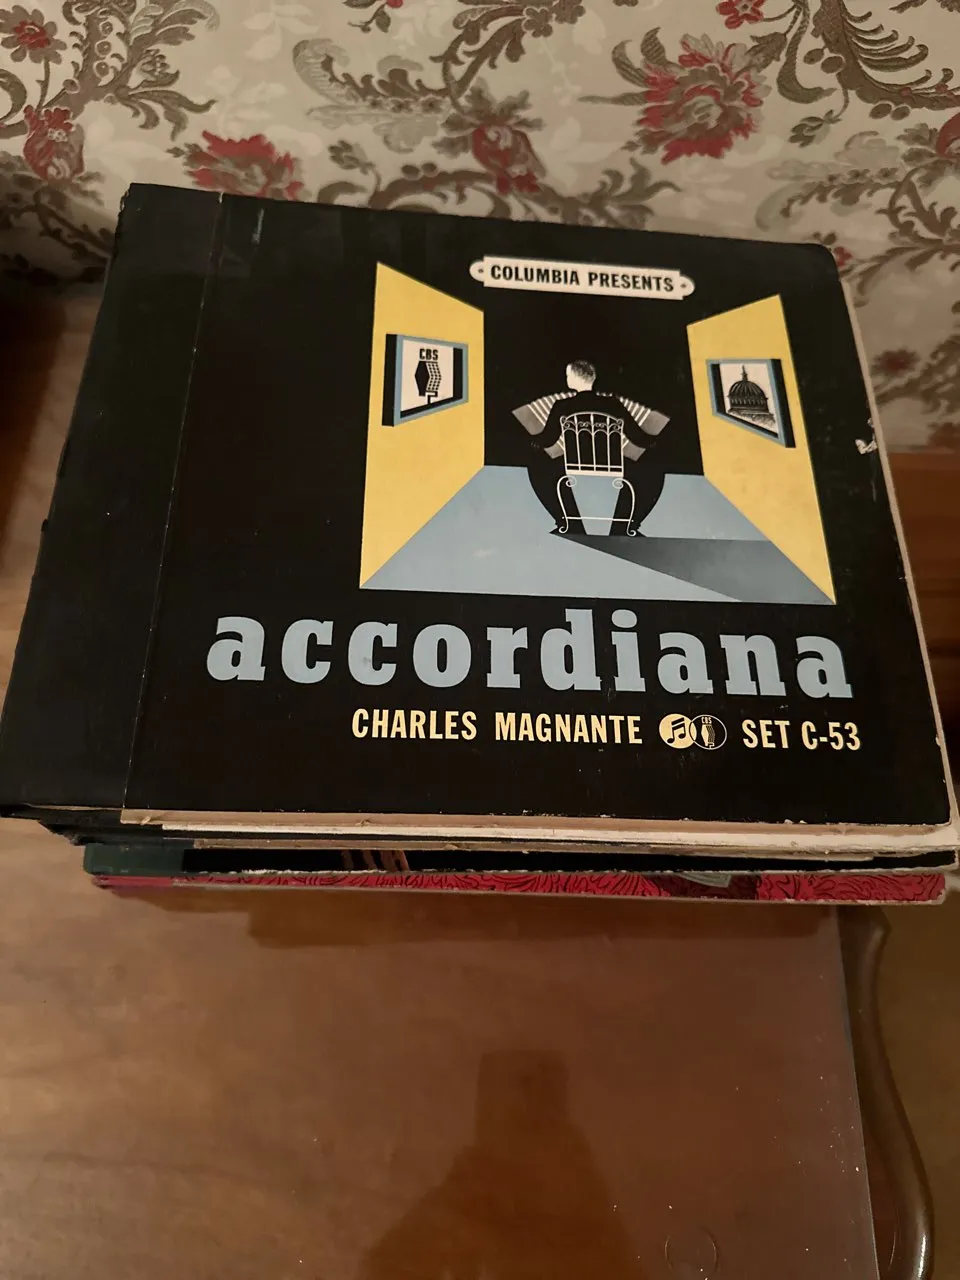 COLUMBIA PRESENTS
CBS
accordiana
CHARLES MAGNANTE CBS SET C-53